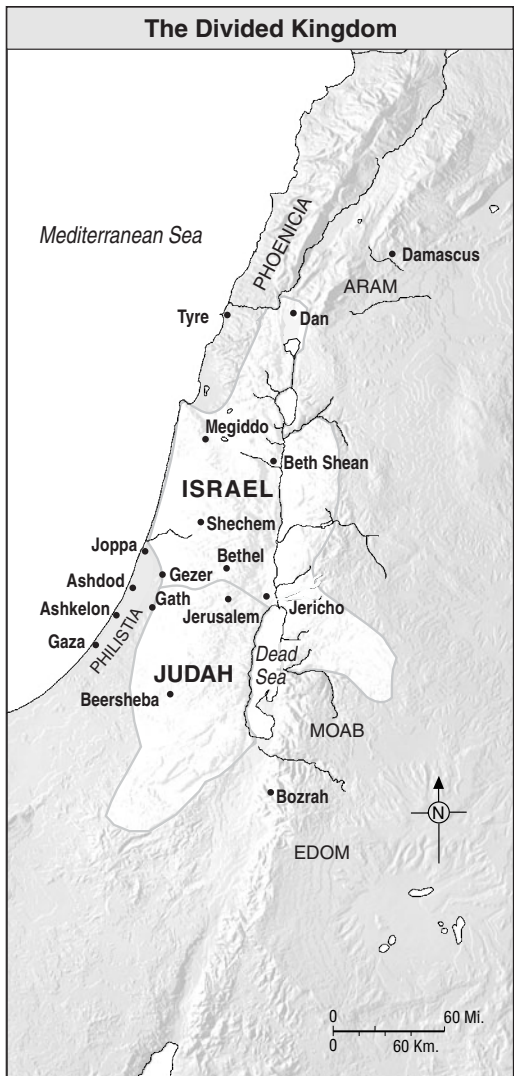 The Divided Kingdom
Mediterranean Sea
PHOENICIA
Damascus
ARAM
Tyre
Dan
Megiddo
Beth Shean
ISRAEL
Shechem
Joppa
Bethel
Gezer
Ashdod
Gath
Jericho
Ashkelon
Jerusalem
PHILISTIA
Gaza
Dead
Sea
JUDAH
Beersheba
MOAB
Bozrah
N
EDOM
0 60 Mi.
0 60 Km.